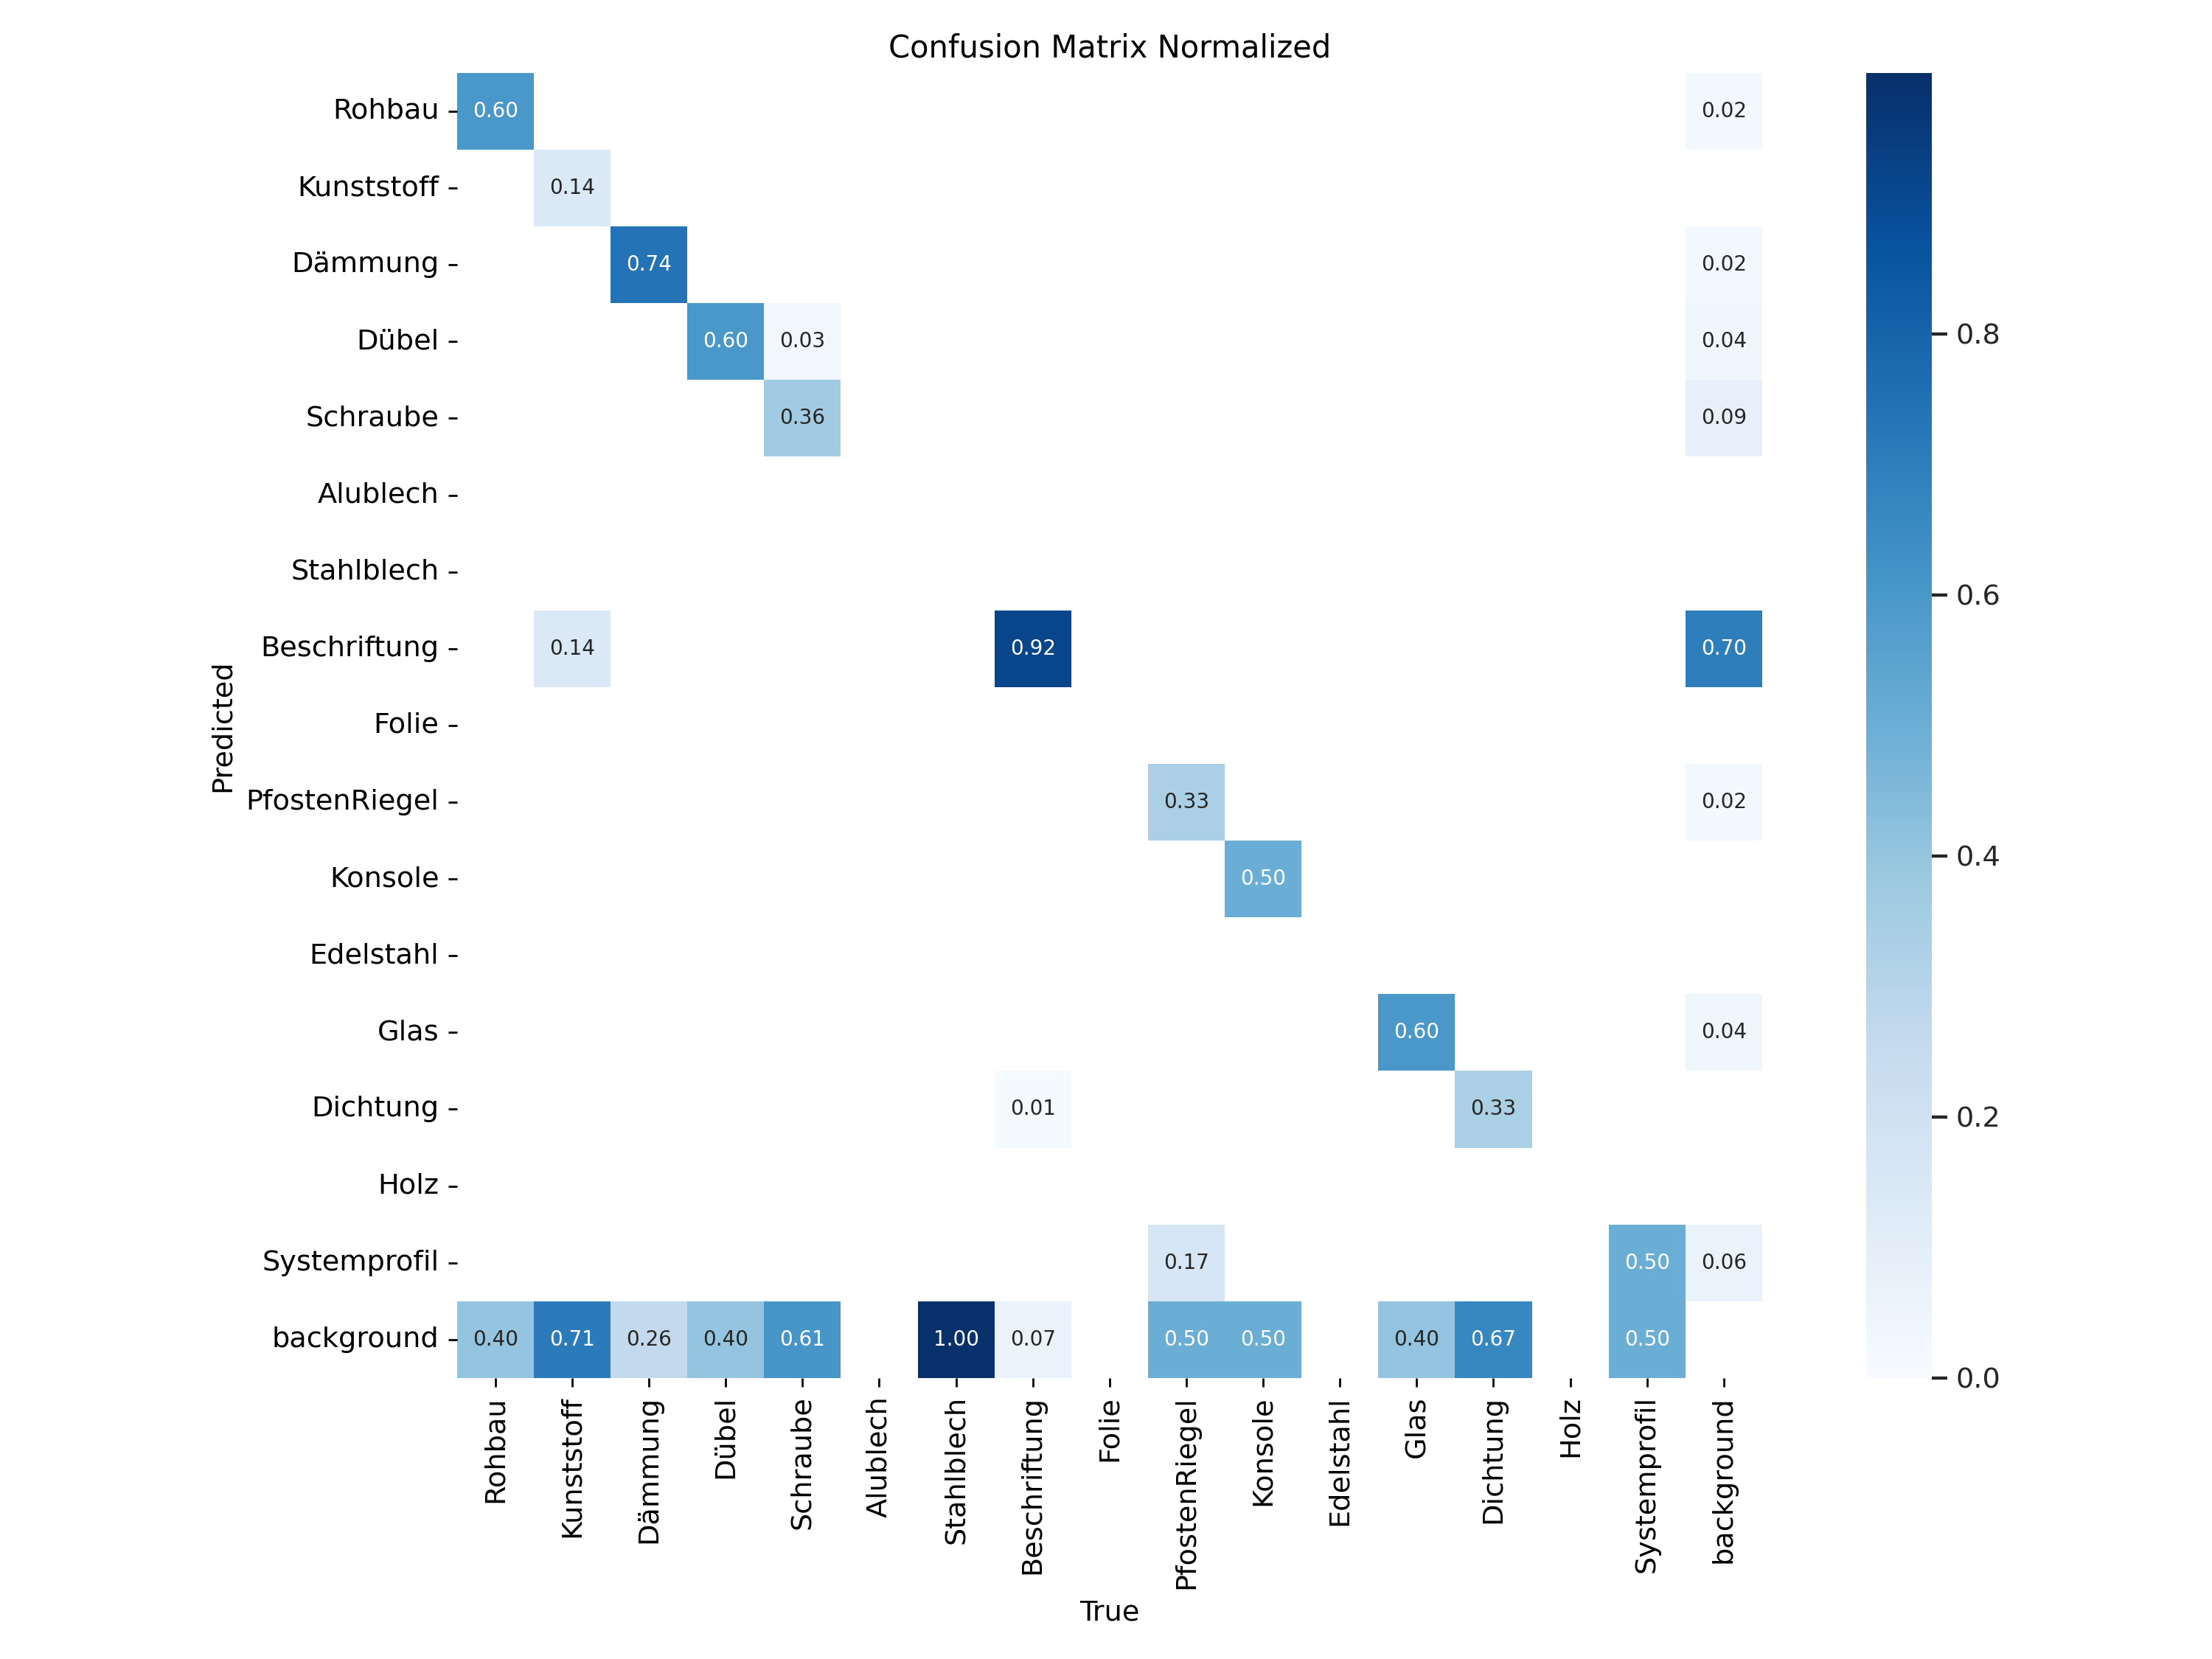 Confusion Matrix Normalized
Rohbau 0.60 0.02
Kunststoff 0.14
Dämmung 0.74 0.02
Dübel 0.60 0.03 0.04
Schraube 0.36 0.09
Alublech
Stahlblech
Beschriftung 0.14 0.92 0.70
Folie
PfostenRiegel 0.33 0.02
Konsole 0.50
Edelstahl
Glas 0.60 0.04
Dichtung 0.01 0.33
Holz
Systemprofil 0.17 0.50 0.06
background 0.40 0.71 0.26 0.40 0.61 1.00 0.07 0.50 0.50 0.40 0.67 0.50
Predicted
Rohbau
Kunststoff
Dämmung
Dübel
Schraube
Alublech
Stahlblech
Beschriftung
Folie
PfostenRiegel
Konsole
Edelstahl
Glas
Dichtung
Holz
Systemprofil
background
True
0.8
0.6
0.4
0.2
0.0